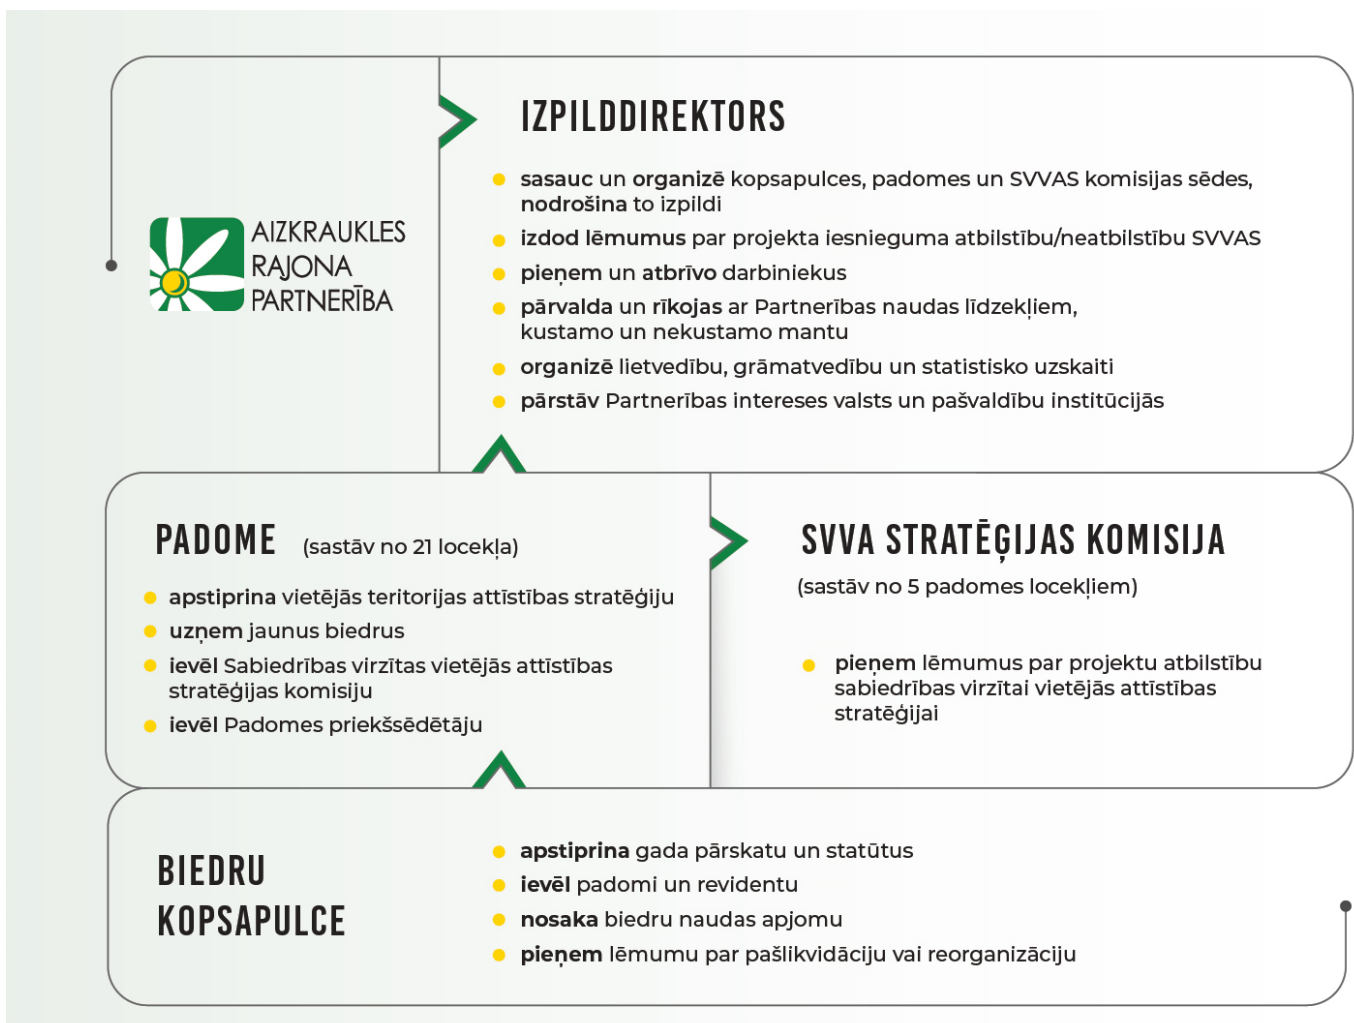 AIZKRAUKLES
RAJONA
PARTNERĪBA
IZPILDDIREKTORS
sasauc un organizē kopsapulces, padomes un SVVAS komisijas sēdes,
nodrošina to izpildi
izdod lēmumus par projekta iesnieguma atbilstību/neatbilstību SVVAS
pieņem un atbrīvo darbiniekus
pārvalda un rīkojas ar Partnerības naudas līdzekļiem,
kustamo un nekustamo mantu
organizē lietvedību, grāmatvedību un statistisko uzskaiti
pārstāv Partnerības intereses valsts un pašvaldību institūcijās
PADOME (sastāv no 21 locekļa)
apstiprina vietējās teritorijas attīstības stratēģiju
uzņem jaunus biedrus
ievēl Sabiedrības virzītas vietējās attīstības
stratēģijas komisiju
ievēl Padomes priekšsēdētāju
SVVA STRATĒĢIJAS KOMISIJA
(sastāv no 5 padomes locekļiem)
pieņem lēmumus par projektu atbilstību
sabiedrības virzītai vietējās attīstības
stratēģijai
BIEDRU
KOPSAPULCE
apstiprina gada pārskatu un statūtus
ievēl padomi un revidentu
nosaka biedru naudas apjomu
pieņem lēmumu par pašlikvidāciju vai reorganizāciju